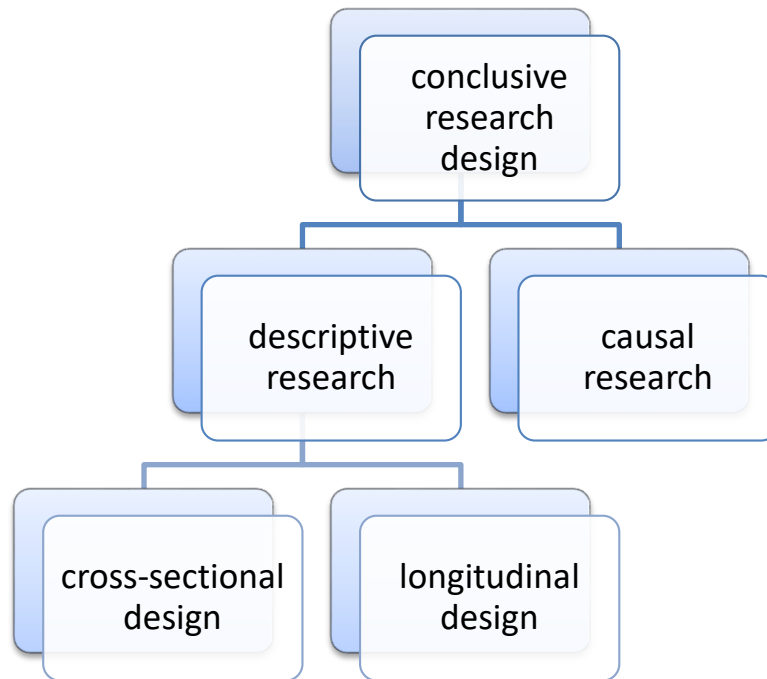 conclusive
research
design
descriptive
research
causal
research
cross-sectional
design
longitudinal
design